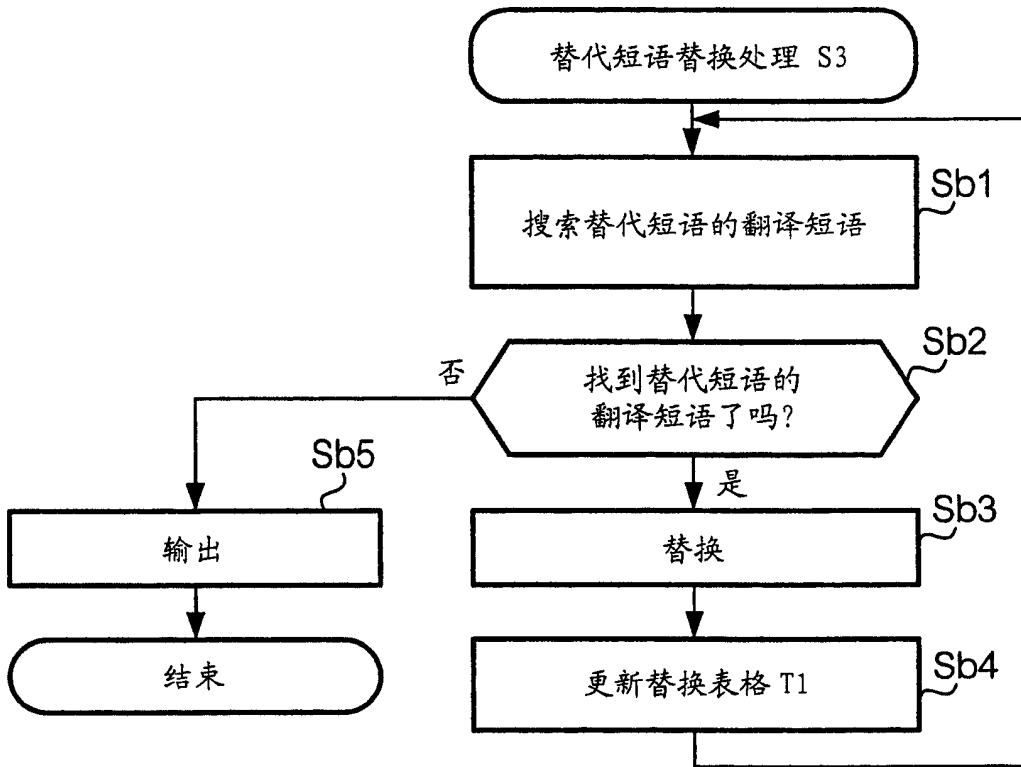 替代短语替换处理 S3
Sb1
搜索替代短语的翻译短语
Sb2
否
找到替代短语的
翻译短语了吗?
Sb5
是
Sb3
输出
替换
结束
Sb4
更新替换表格T1